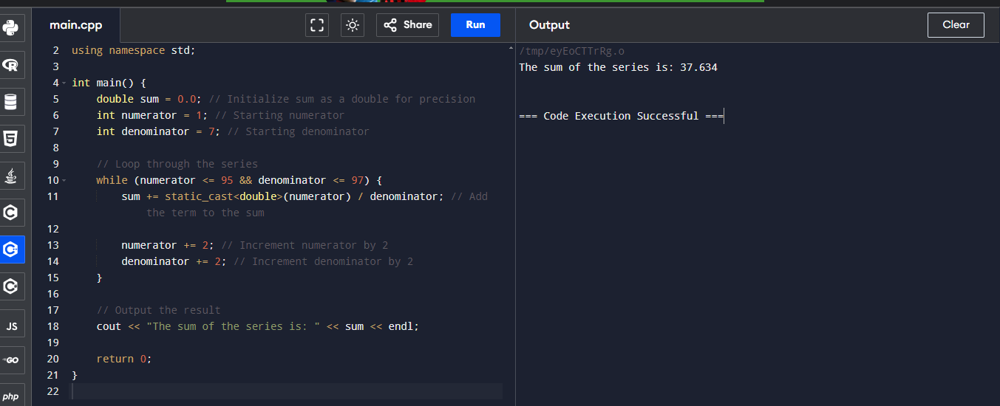 main.cpp
Share
Run
Output
Clear
2 using namespace std;
3
4 int main() {
5 double sum = 0.0; // Initialize sum as a double for precision
6 int numerator = 1; // Starting numerator
7 int denominator = 7; // Starting denominator
8
9 // Loop through the series
10 while (numerator <= 95 && denominator <= 97) {
11 sum += static_cast<double>(numerator) / denominator; // Add
the term to the sum
12
13 numerator += 2; // Increment numerator by 2
14 denominator += 2; // Increment denominator by 2
15 }
16
17 // Output the result
18 cout << "The sum of the series is: " << sum << endl;
19
20 return 0;
21 }
22
/tmp/eyEoCTTrRg.o
The sum of the series is: 37.634
=== Code Execution Successful ===
R
5
C
C
C
JS
GO
php